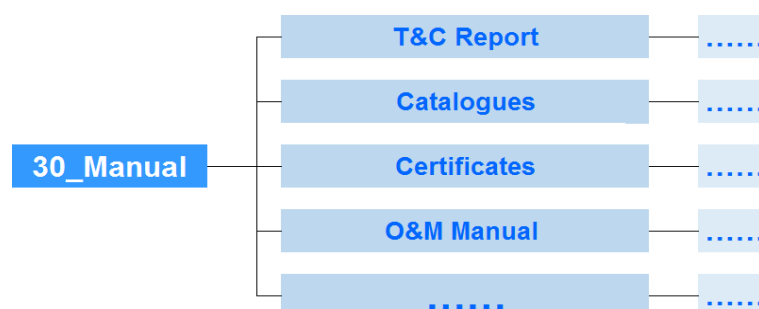 30_Manual
T&C Report
......
Catalogues
......
Certificates
......
O&M Manual
......
......
......